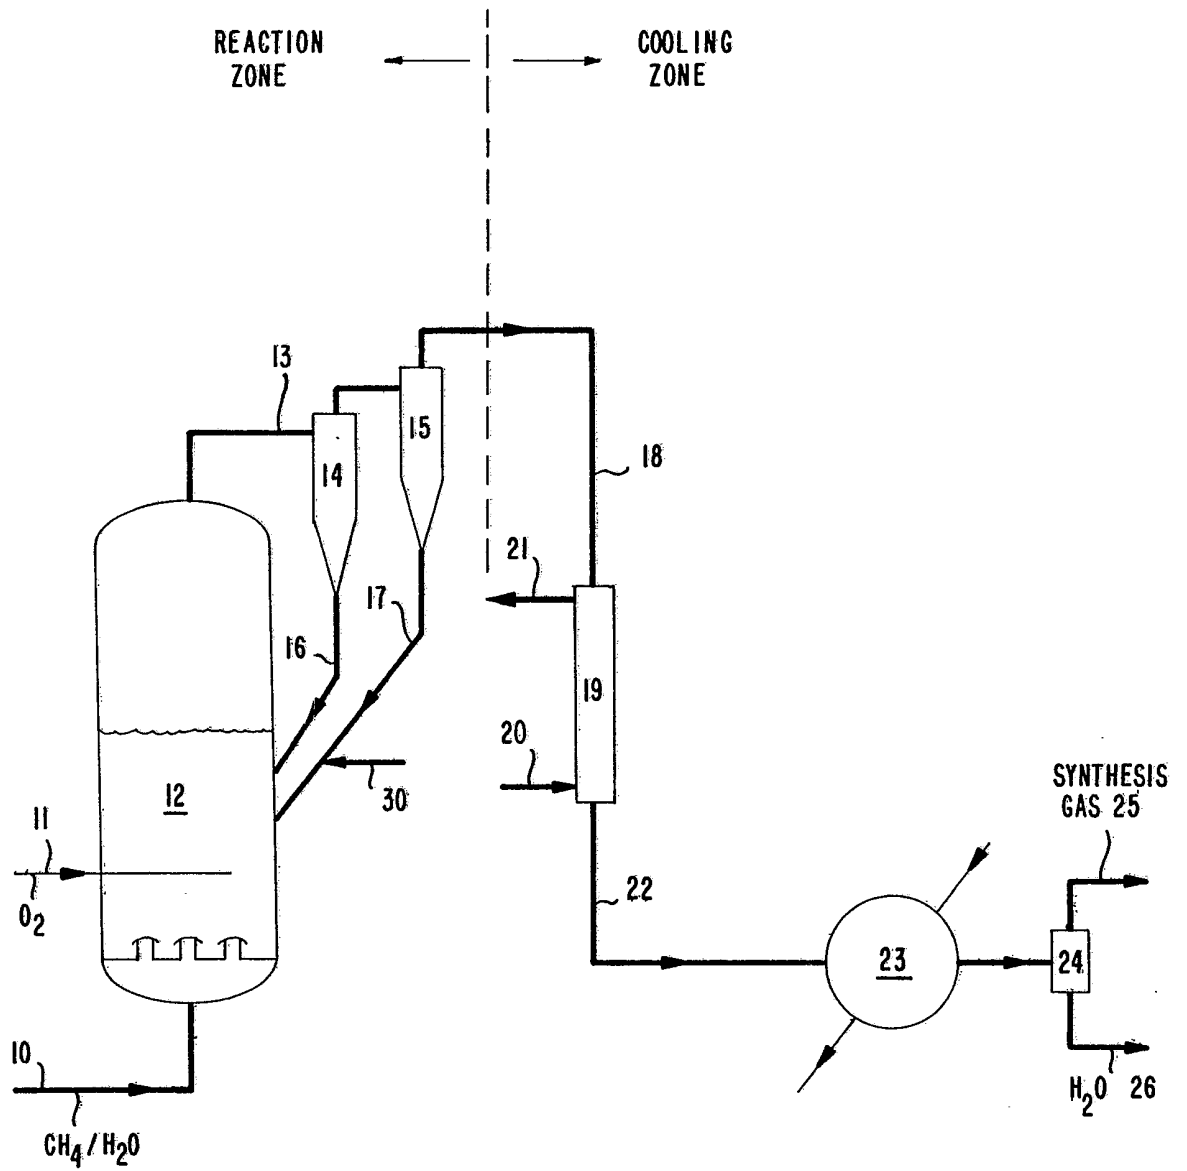 REACTION
ZONE
COOLING
ZONE
13
15
14
18
21
17
16
19
20
12
30
11
SYNTHESIS
GAS 25
O2
22
23
24
10
H2O 26
CH4/H2O